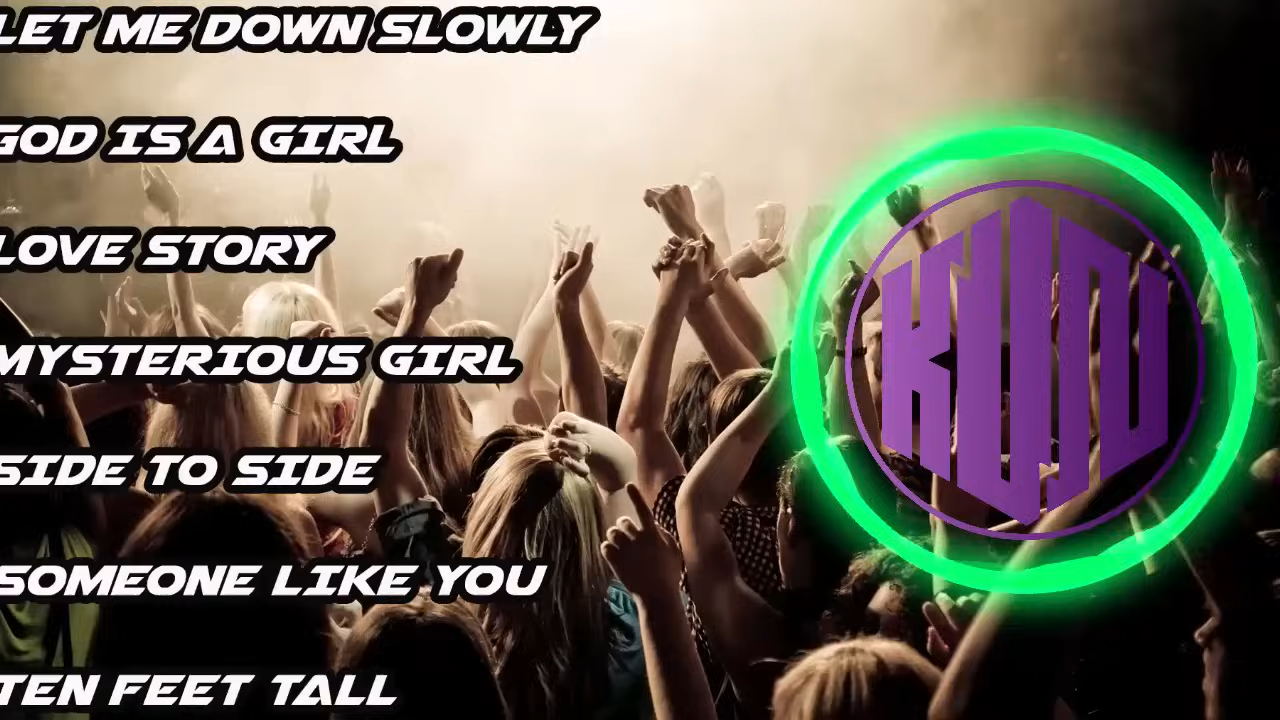 LET ME DOWN SLOWLY
GOD IS A GIRL
LOVE STORY
MYSTERIOUS GIRL
SIDE TO SIDE
SOMEONE LIKE YOU
TEN FEET TALL